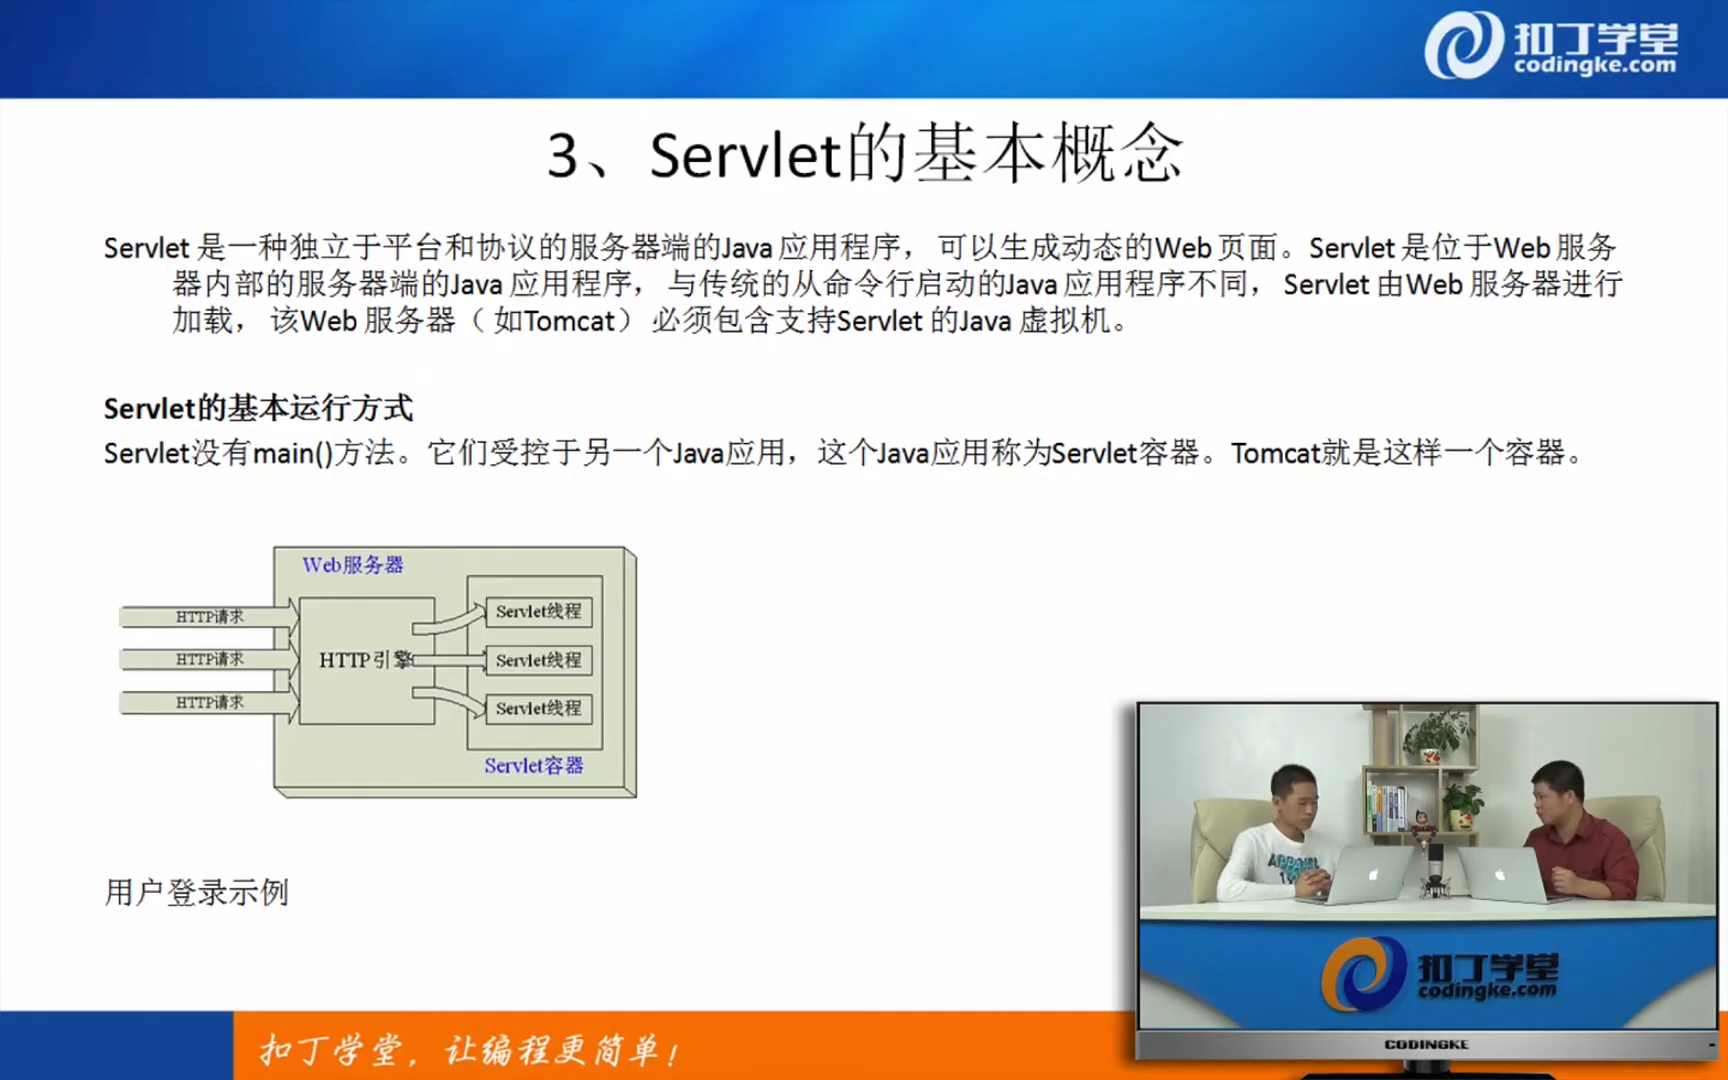 扣丁学堂
codingke.com
3、Servlet的基本概念
Servlet 是一种独立于平台和协议的服务器端的Java 应用程序， 可以生成动态的Web 页面。Servlet 是位于Web 服务
器内部的服务器端的Java 应用程序， 与传统的从命令行启动的Java 应用程序不同， Servlet 由Web 服务器进行
加载， 该Web 服务器（ 如Tomcat） 必须包含支持Servlet 的Java 虚拟机。
Servlet的基本运行方式
Servlet没有main()方法。它们受控于另一个Java应用，这个Java应用称为Servlet容器。Tomcat就是这样一个容器。
Web服务器
HTTP请求
HTTP请求
HTTP请求
HTTP引擎
Servlet线程
Servlet线程
Servlet线程
Servlet容器
用户登录示例
扣丁学堂
codingke.com
CODINGKE
扣丁学堂，让编程更简单！